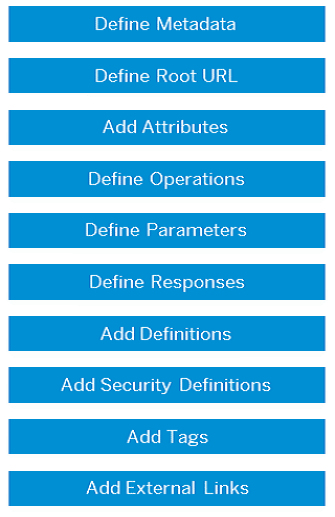 Define Metadata
Define Root URL
Add Attributes
Define Operations
Define Parameters
Define Responses
Add Definitions
Add Security Definitions
Add Tags
Add External Links